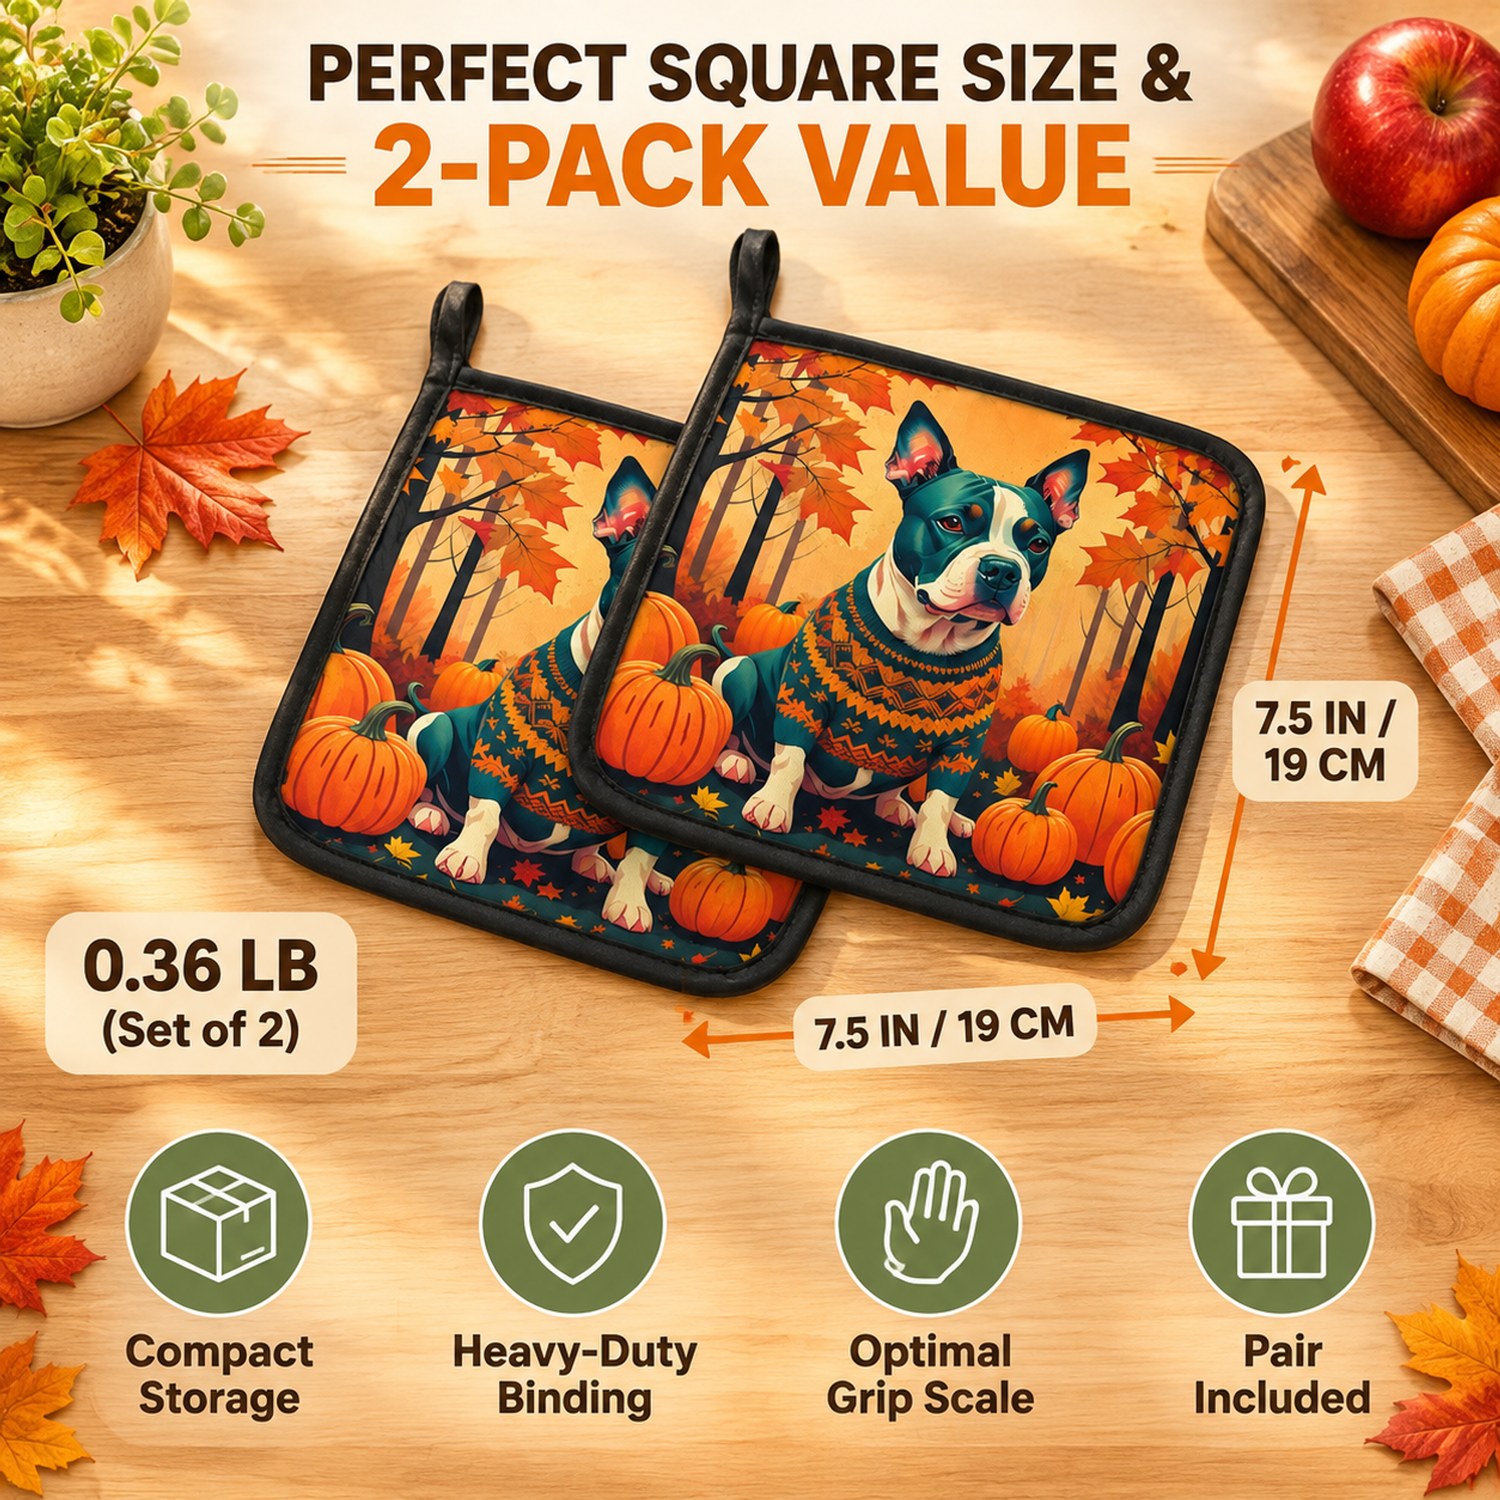 PERFECT SQUARE SIZE &
2-PACK VALUE
7.5 IN /
19 CM
0.36 LB
(Set of 2)
7.5 IN / 19 CM
Compact
Storage
Heavy-Duty
Binding
Optimal
Grip Scale
Pair
Included